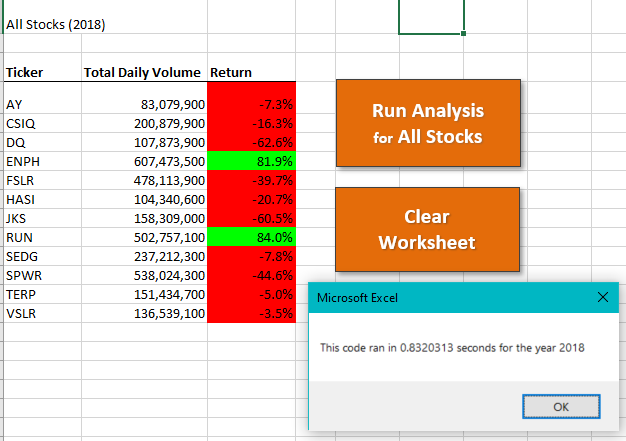 All Stocks (2018)
Ticker Total Daily Volume Return
AY 83,079,900 -7.3%
CSIQ 200,879,900 -16.3%
DQ 107,873,900 -62.6%
ENPH 607,473,500 81.9%
FSLR 478,113,900 -39.7%
HASI 104,340,600 -20.7%
JKS 158,309,000 -60.5%
RUN 502,757,100 84.0%
SEDG 237,212,300 -7.8%
SPWR 538,024,300 -44.6%
TERP 151,434,700 -5.0%
VSLR 136,539,100 -3.5%
Run Analysis
for All Stocks
Clear
Worksheet
Microsoft Excel
This code ran in 0.8320313 seconds for the year 2018
OK